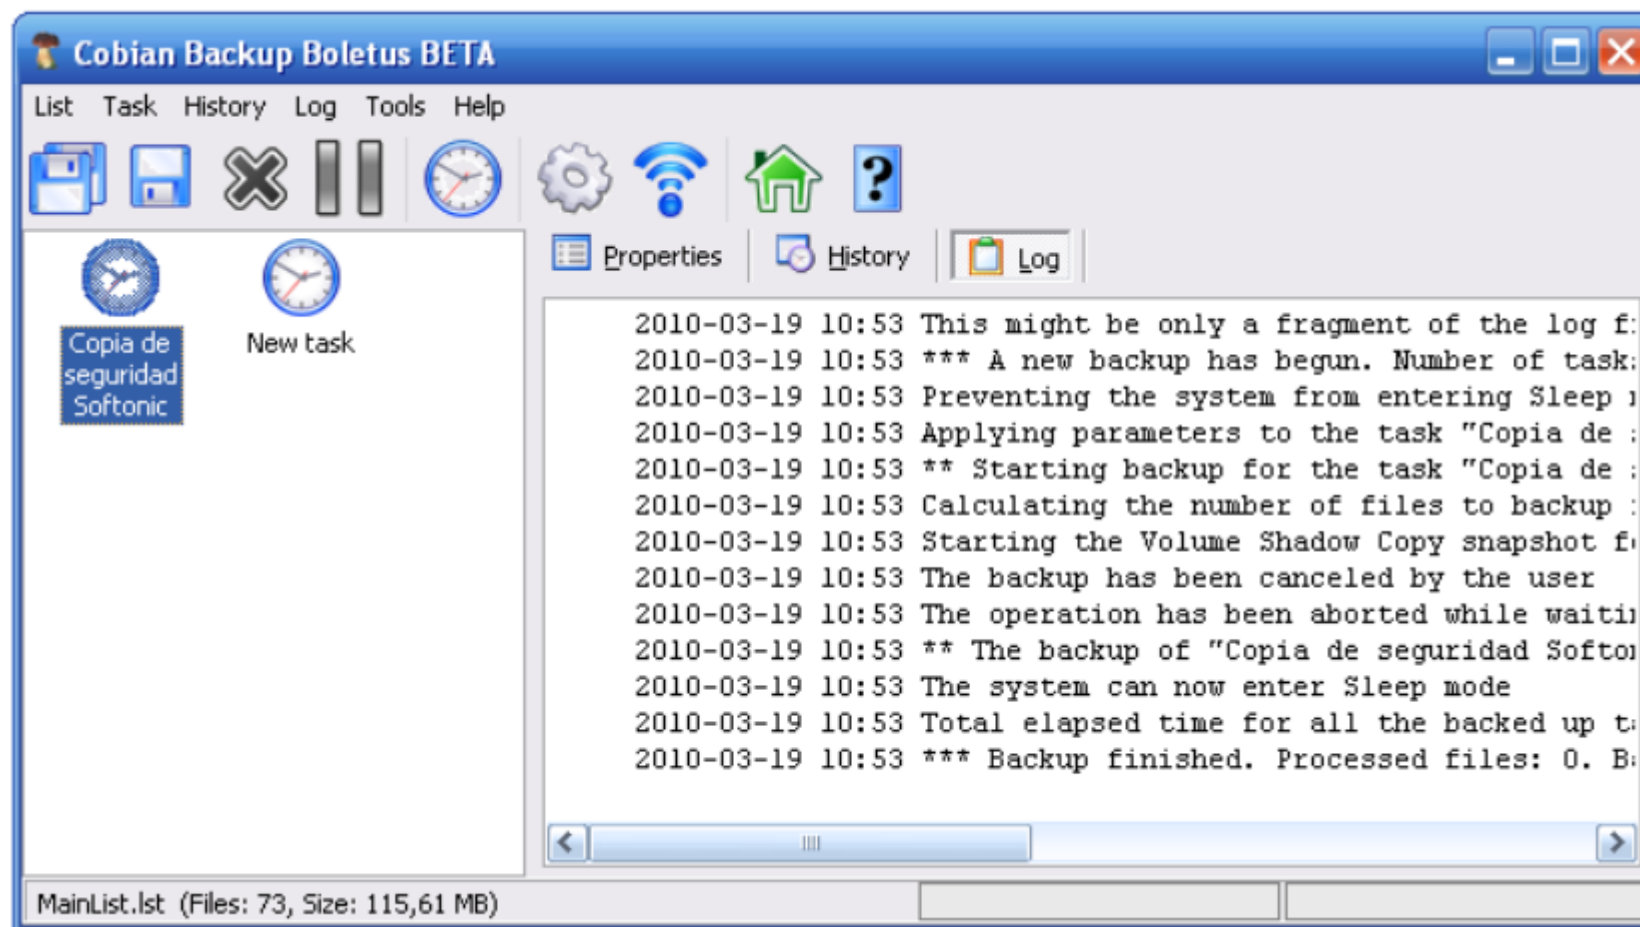 Cobian Backup Boletus BETA
List Task History Log Tools Help
Copia de
seguridad
Softonic
New task
Properties History Log
2010-03-19 10:53 This might be only a fragment of the log
2010-03-19 10:53 *** A new backup has begun. Number of
2010-03-19 10:53 Preventing the system from entering Sleep
2010-03-19 10:53 Applying parameters to the task "Copia de
2010-03-19 10:53 ** Starting backup for the task "Copia de
2010-03-19 10:53 Calculating the number of files to backup
2010-03-19 10:53 Starting the Volume Shadow Copy snapshot
2010-03-19 10:53 The backup has been canceled by the user
2010-03-19 10:53 The operation has been aborted while
2010-03-19 10:53 ** The backup of "Copia de seguridad
2010-03-19 10:53 The system can now enter Sleep mode
2010-03-19 10:53 Total elapsed time for all the backed up
2010-03-19 10:53 *** Backup finished. Processed files: 0.
MainList.lst (Files: 73, Size: 115,61 MB)